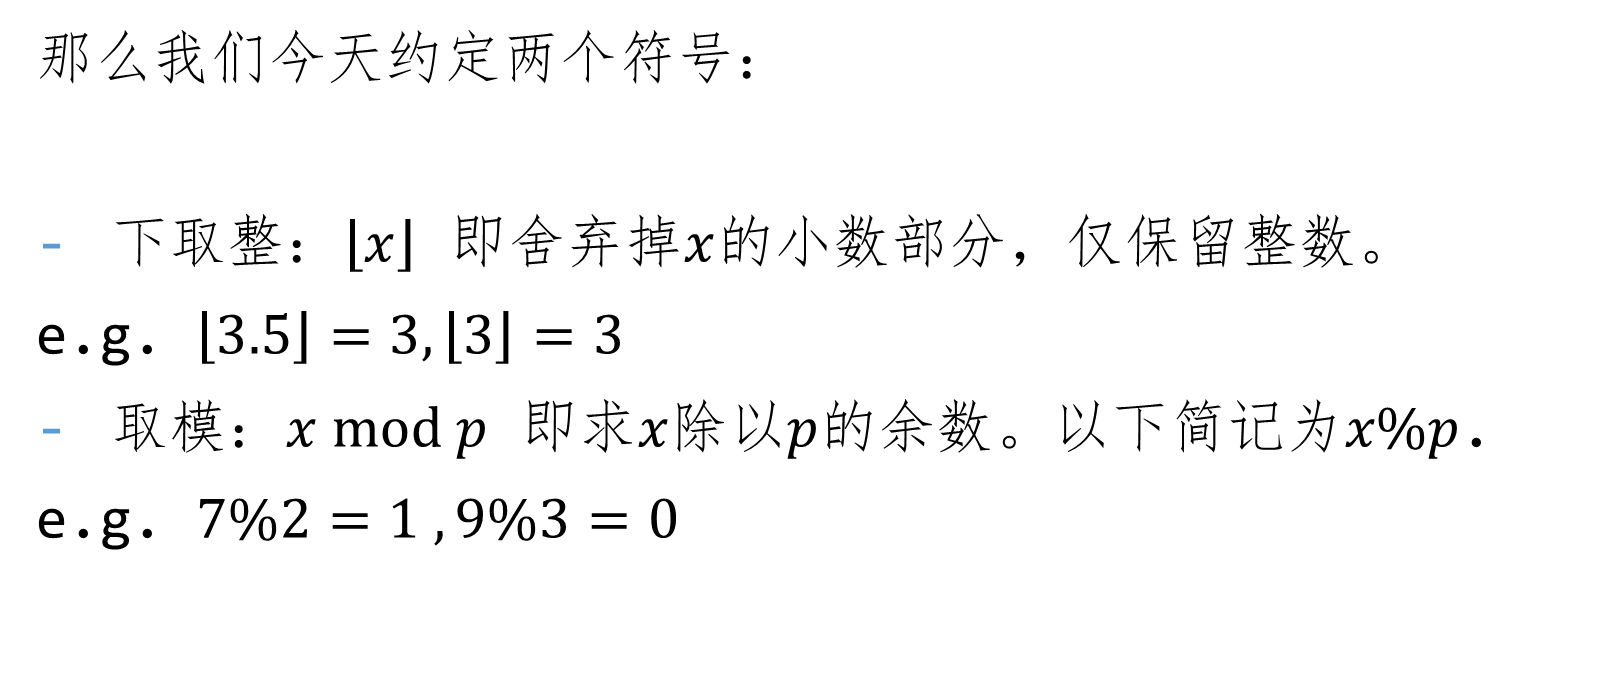 那么我们今天约定两个符号：
- 下取整：⌊x⌋ 即舍弃掉x的小数部分，仅保留整数。
e.g. ⌊3.5⌋ = 3,⌊3⌋ = 3
- 取模：x mod p 即求x除以p的余数。以下简记为x%p.
e.g. 7%2 = 1 ,9%3 = 0